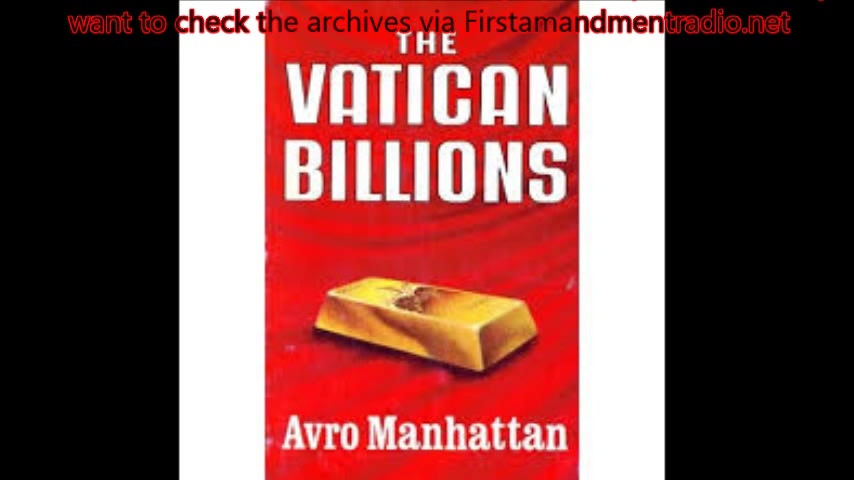 want to check the archives via Firstamandmentradio.net
THE
VATICAN
BILLIONS
Avro Manhattan